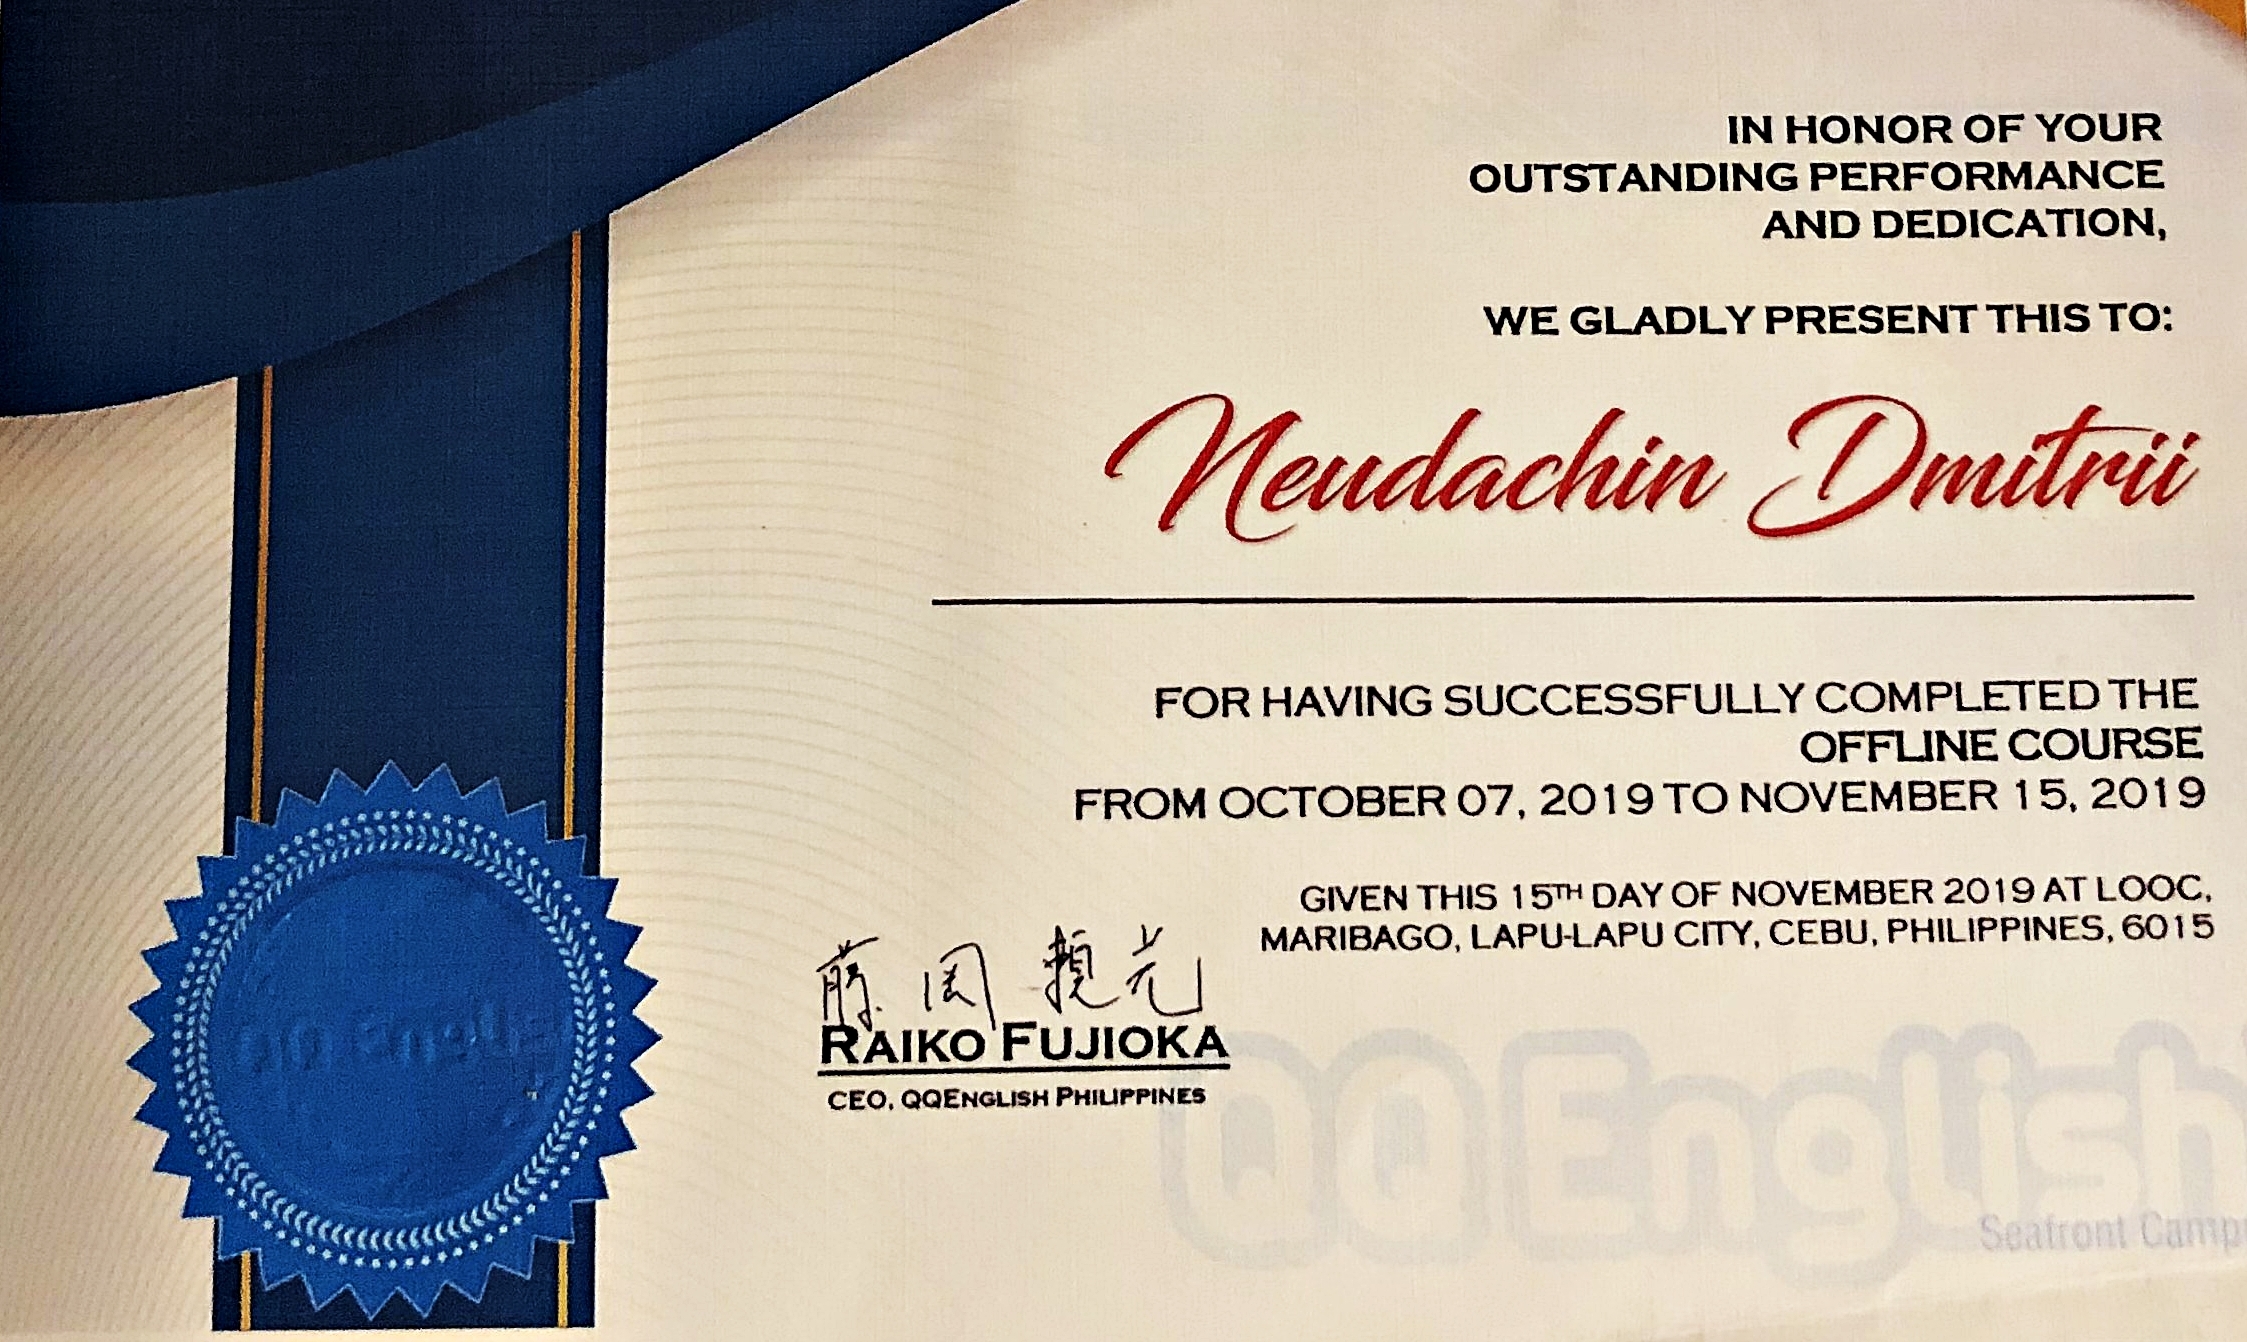 IN HONOR OF YOUR
OUTSTANDING PERFORMANCE
AND DEDICATION,
WE GLADLY PRESENT THIS TO:
Neudachin Dmitrii
FOR HAVING SUCCESSFULLY COMPLETED THE
OFFLINE COURSE
FROM OCTOBER 07, 2019 TO NOVEMBER 15, 2019
GIVEN THIS 15TH DAY OF NOVEMBER 2019 AT LOOC,
MARIBAGO, LAPU-LAPU CITY, CEBU, PHILIPPINES, 6015
藤岡 頼光
RAIKO FUJIOKA
CEO, QQENGLISH PHILIPPINES
QQEnglish
Seafront Camp